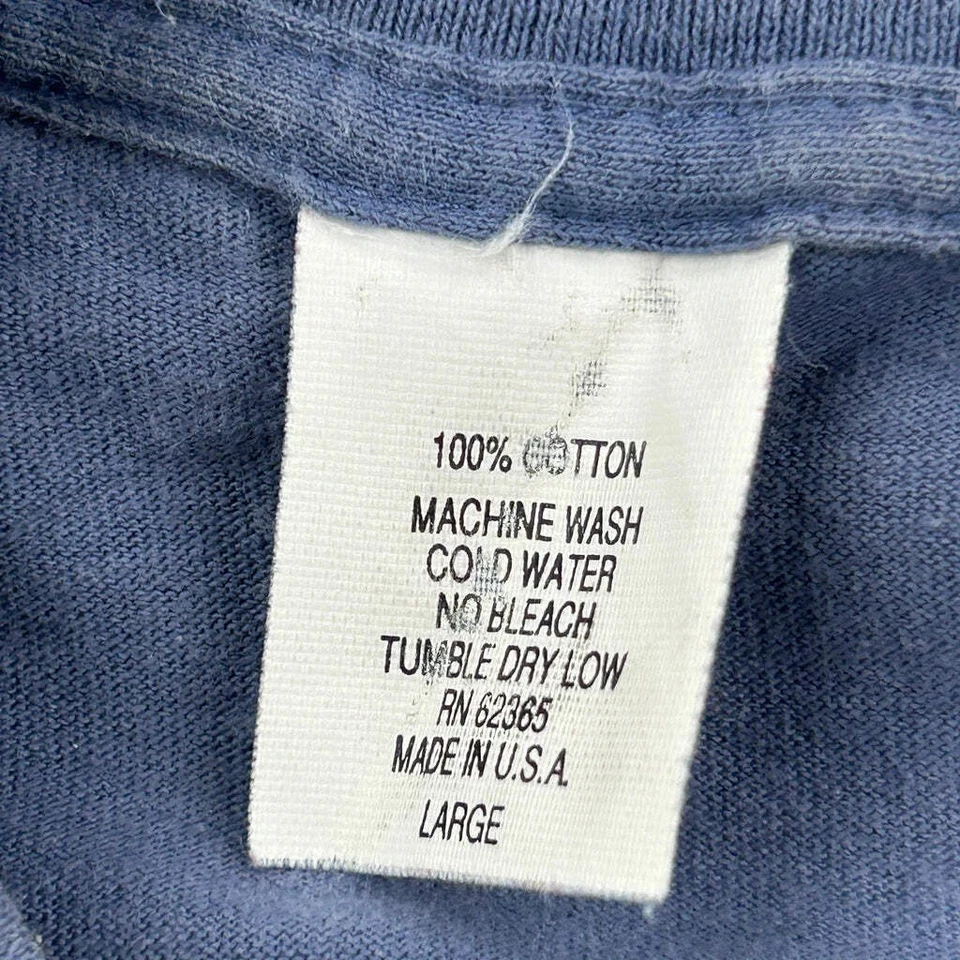 100% COTTON
MACHINE WASH
COLD WATER
NO BLEACH
TUMBLE DRY LOW
RN 62365
MADE IN U.S.A.
LARGE